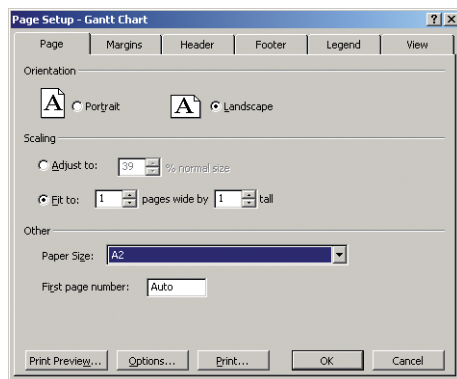 Page Setup - Gantt Chart
Page Margins Header Footer Legend View
Orientation
A Portrait A Landscape
Scaling
Adjust to: 39 % normal size
Fit to: 1 pages wide by 1 tall
Other
Paper Size: A2
First page number: Auto
Print Preview... Options... Print... OK Cancel